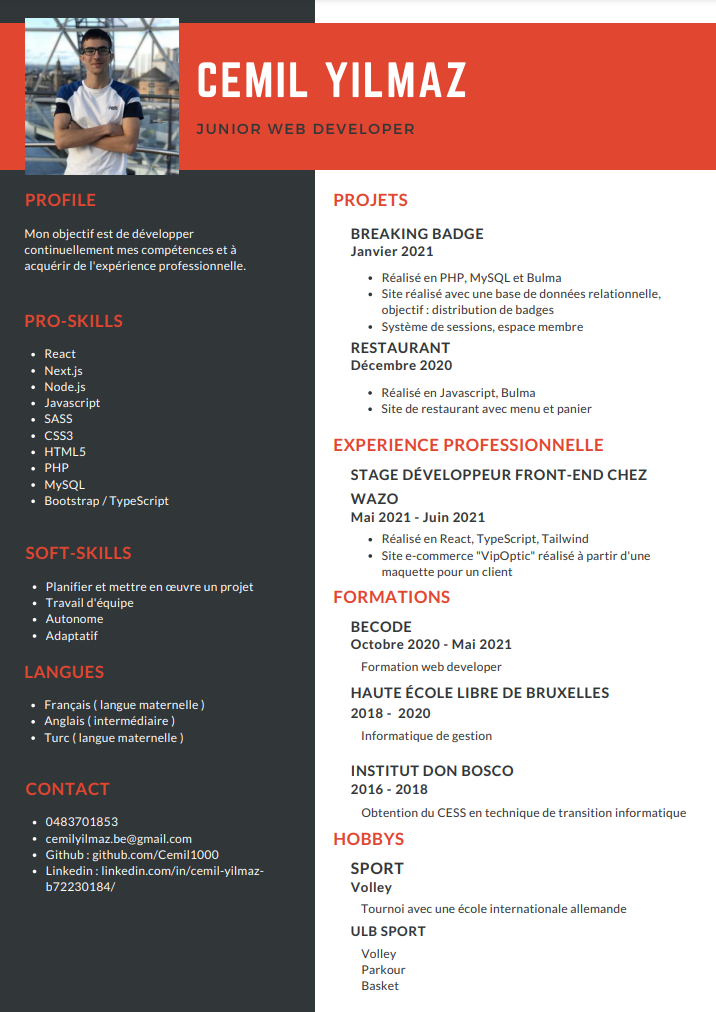 CEMIL YILMAZ
JUNIOR WEB DEVELOPER
PROFILE
Mon objectif est de développer
continuellement mes compétences et à
acquérir de l'expérience professionnelle.
PRO-SKILLS
• React
• Next.js
• Node.js
• Javascript
• SASS
• CSS3
• HTML5
• PHP
• MySQL
• Bootstrap / TypeScript
SOFT-SKILLS
• Planifier et mettre en œuvre un projet
• Travail d'équipe
• Autonome
• Adaptatif
LANGUES
• Français ( langue maternelle )
• Anglais ( intermédiaire )
• Turc ( langue maternelle )
CONTACT
• 0483701853
• cemilyilmaz.be@gmail.com
• Github : github.com/Cemil1000
• Linkedin : linkedin.com/in/cemil-yilmaz-
b72230184/
PROJETS
BREAKING BADGE
Janvier 2021
• Réalisé en PHP, MySQL et Bulma
• Site réalisé avec une base de données relationnelle,
objectif : distribution de badges
• Système de sessions, espace membre
RESTAURANT
Décembre 2020
• Réalisé en Javascript, Bulma
• Site de restaurant avec menu et panier
EXPERIENCE PROFESSIONNELLE
STAGE DÉVELOPPEUR FRONT-END CHEZ
WAZO
Mai 2021 - Juin 2021
• Réalisé en React, TypeScript, Tailwind
• Site e-commerce "VipOptic" réalisé à partir d'une
maquette pour un client
FORMATIONS
BECODE
Octobre 2020 - Mai 2021
Formation web developer
HAUTE ÉCOLE LIBRE DE BRUXELLES
2018 - 2020
Informatique de gestion
INSTITUT DON BOSCO
2016 - 2018
Obtention du CESS en technique de transition informatique
HOBBYS
SPORT
Volley
Tournoi avec une école internationale allemande
ULB SPORT
Volley
Parkour
Basket